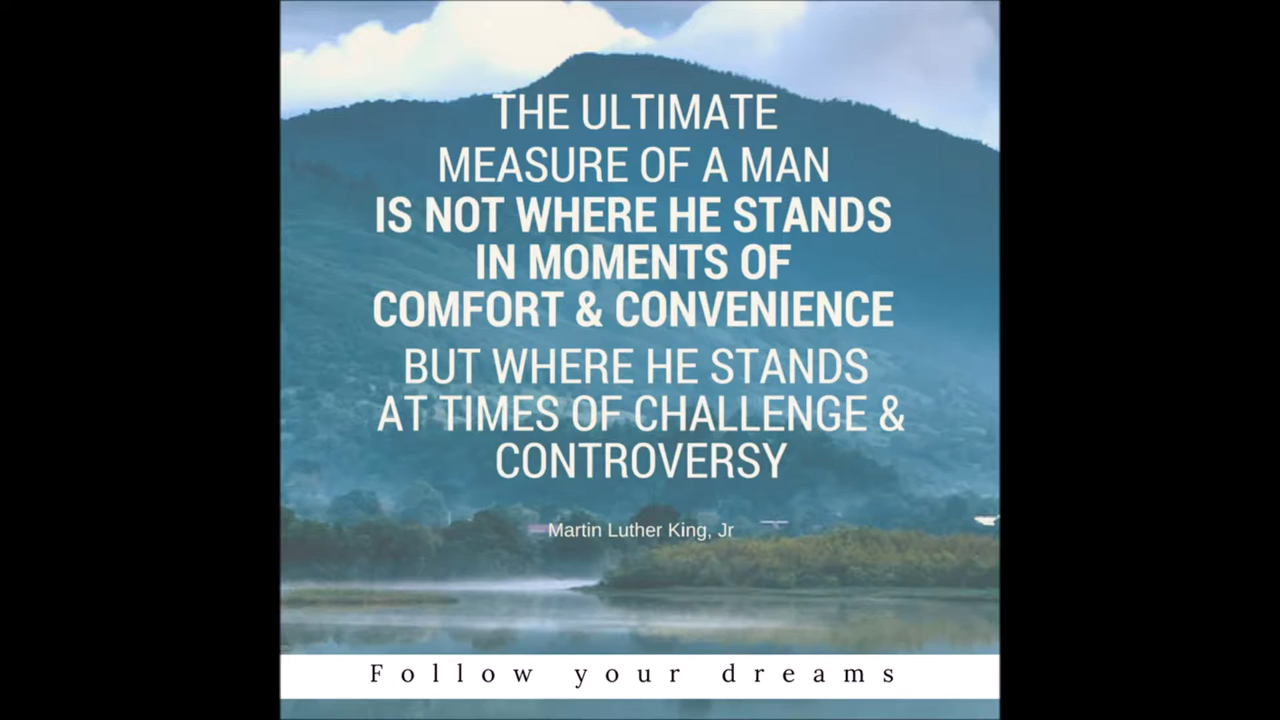 THE ULTIMATE
MEASURE OF A MAN
IS NOT WHERE HE STANDS
IN MOMENTS OF
COMFORT & CONVENIENCE
BUT WHERE HE STANDS
AT TIMES OF CHALLENGE &
CONTROVERSY
Martin Luther King, Jr
Follow your dreams